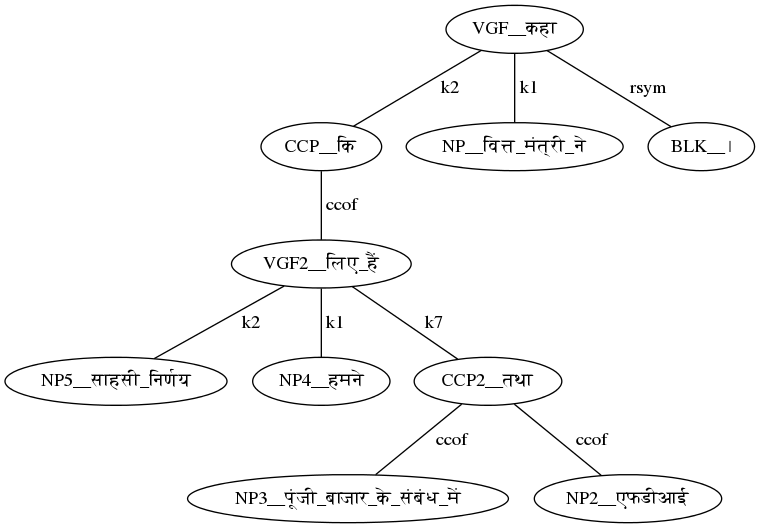 VGF__कहा
k2 k1 rsym
CCP__कि NP__वित्त_मंत्री_ने BLK__।
ccof
VGF2__लिए_हैं
k2 k1 k7
NP5__साहसी_निर्णय NP4__हमने CCP2__तथा
ccof ccof
NP3__पूंजी_बाजार_के_संबंध_में NP2__एफडीआई